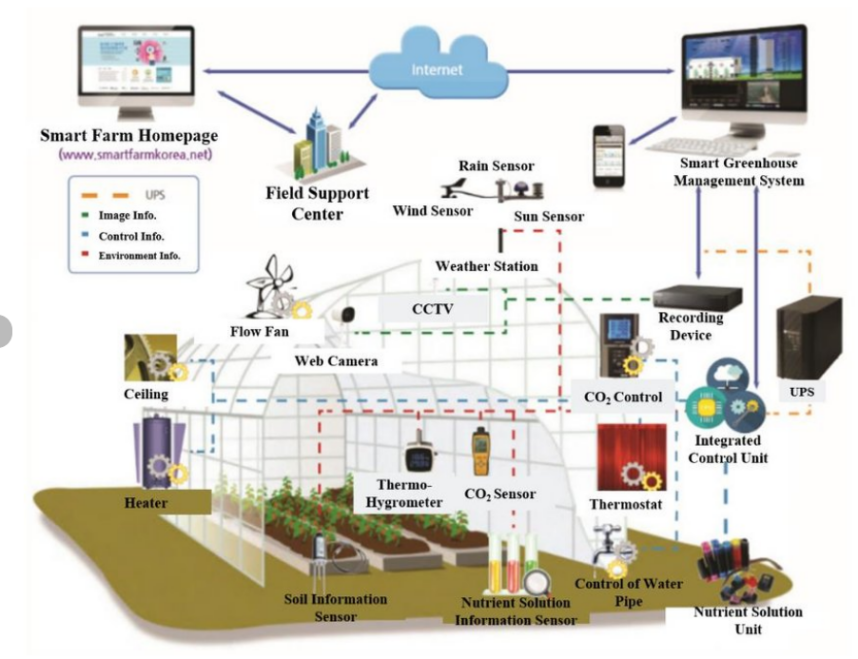 Internet
Smart Farm Homepage
(www.smartfarmkorea.net)
Field Support
Center
Smart Greenhouse
Management System
UPS
Image Info.
Control Info.
Environment Info.
Rain Sensor
Wind Sensor
Sun Sensor
Weather Station
CCTV
Flow Fan
Web Camera
Recording
Device
Ceiling
CO₂ Control
UPS
Integrated
Control Unit
Heater
Thermo-
Hygrometer
CO₂ Sensor
Thermostat
Soil Information
Sensor
Nutrient Solution
Information Sensor
Control of Water
Pipe
Nutrient Solution
Unit